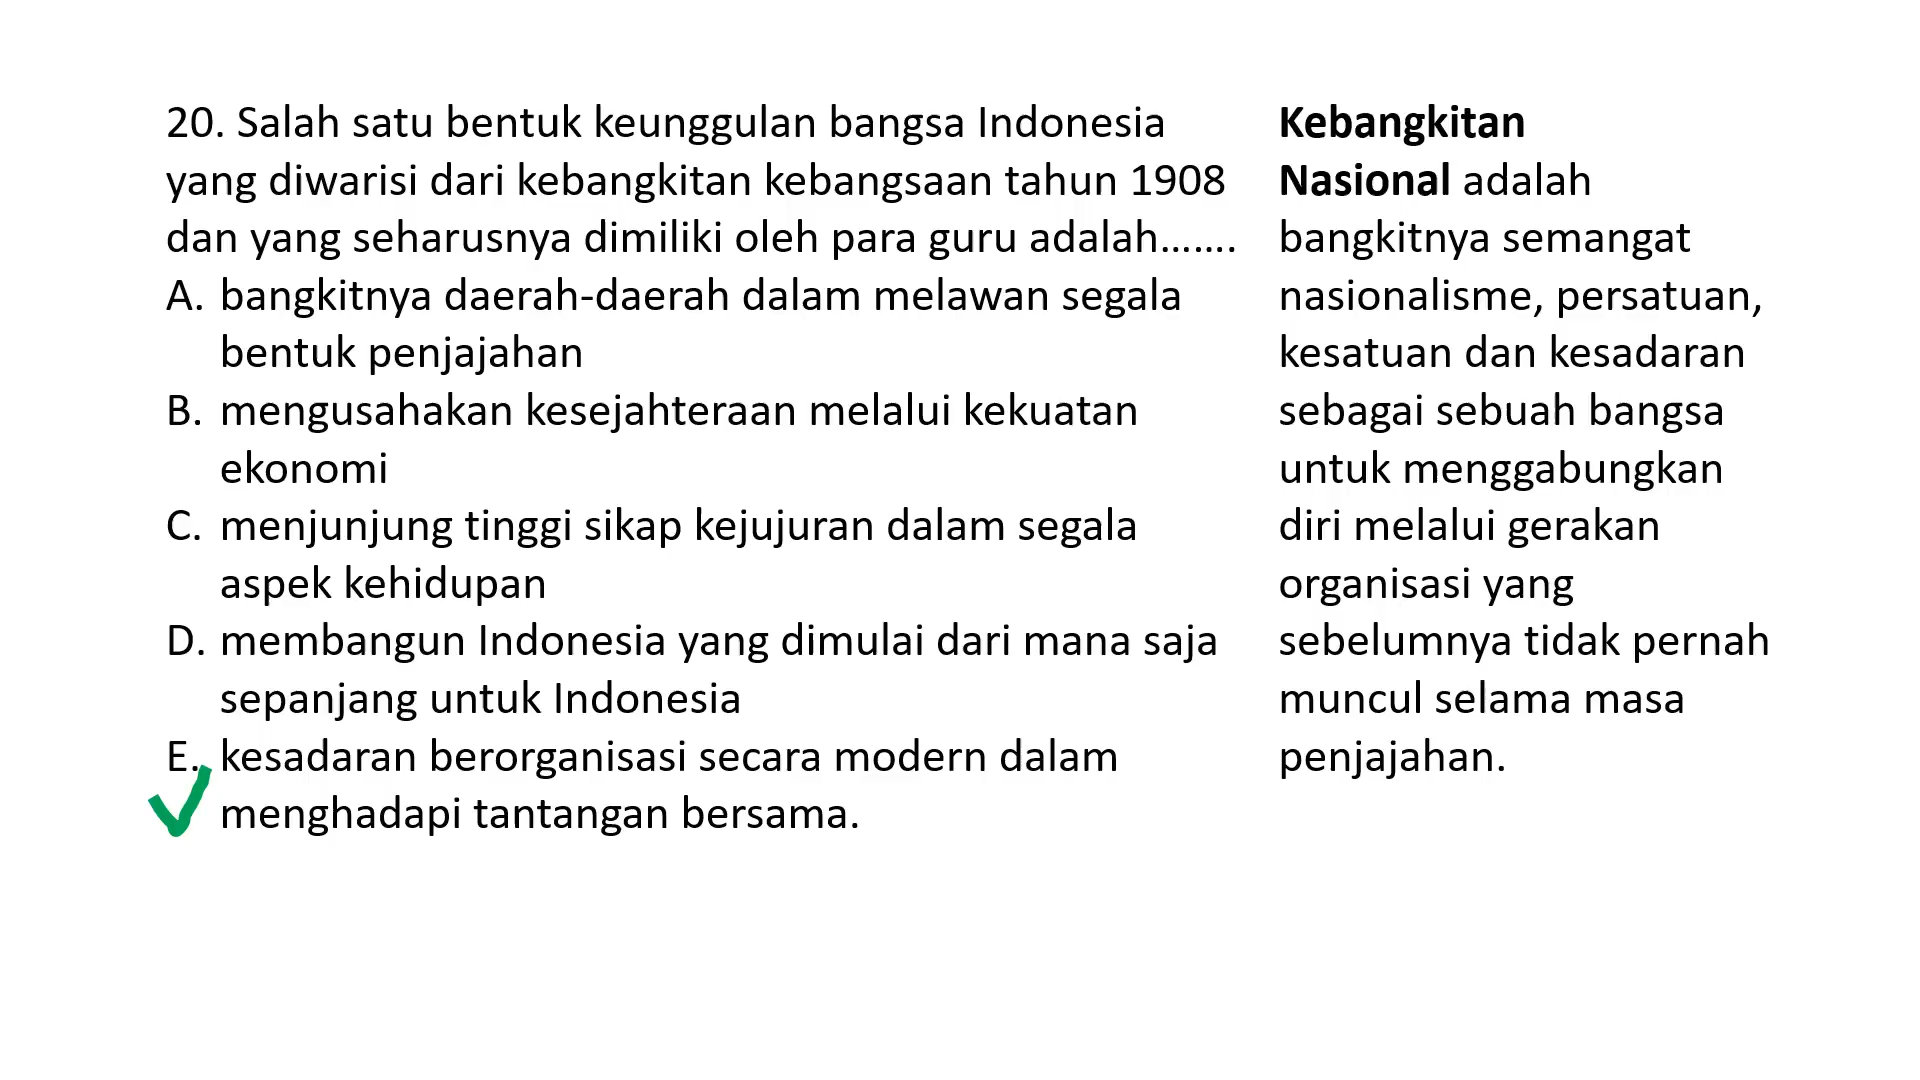 20. Salah satu bentuk keunggulan bangsa Indonesia
yang diwarisi dari kebangkitan kebangsaan tahun 1908
dan yang seharusnya dimiliki oleh para guru adalah.......
A. bangkitnya daerah-daerah dalam melawan segala
bentuk penjajahan
B. mengusahakan kesejahteraan melalui kekuatan
ekonomi
C. menjunjung tinggi sikap kejujuran dalam segala
aspek kehidupan
D. membangun Indonesia yang dimulai dari mana saja
sepanjang untuk Indonesia
E. kesadaran berorganisasi secara modern dalam
menghadapi tantangan bersama.
Kebangkitan
Nasional adalah
bangkitnya semangat
nasionalisme, persatuan,
kesatuan dan kesadaran
sebagai sebuah bangsa
untuk menggabungkan
diri melalui gerakan
organisasi yang
sebelumnya tidak pernah
muncul selama masa
penjajahan.